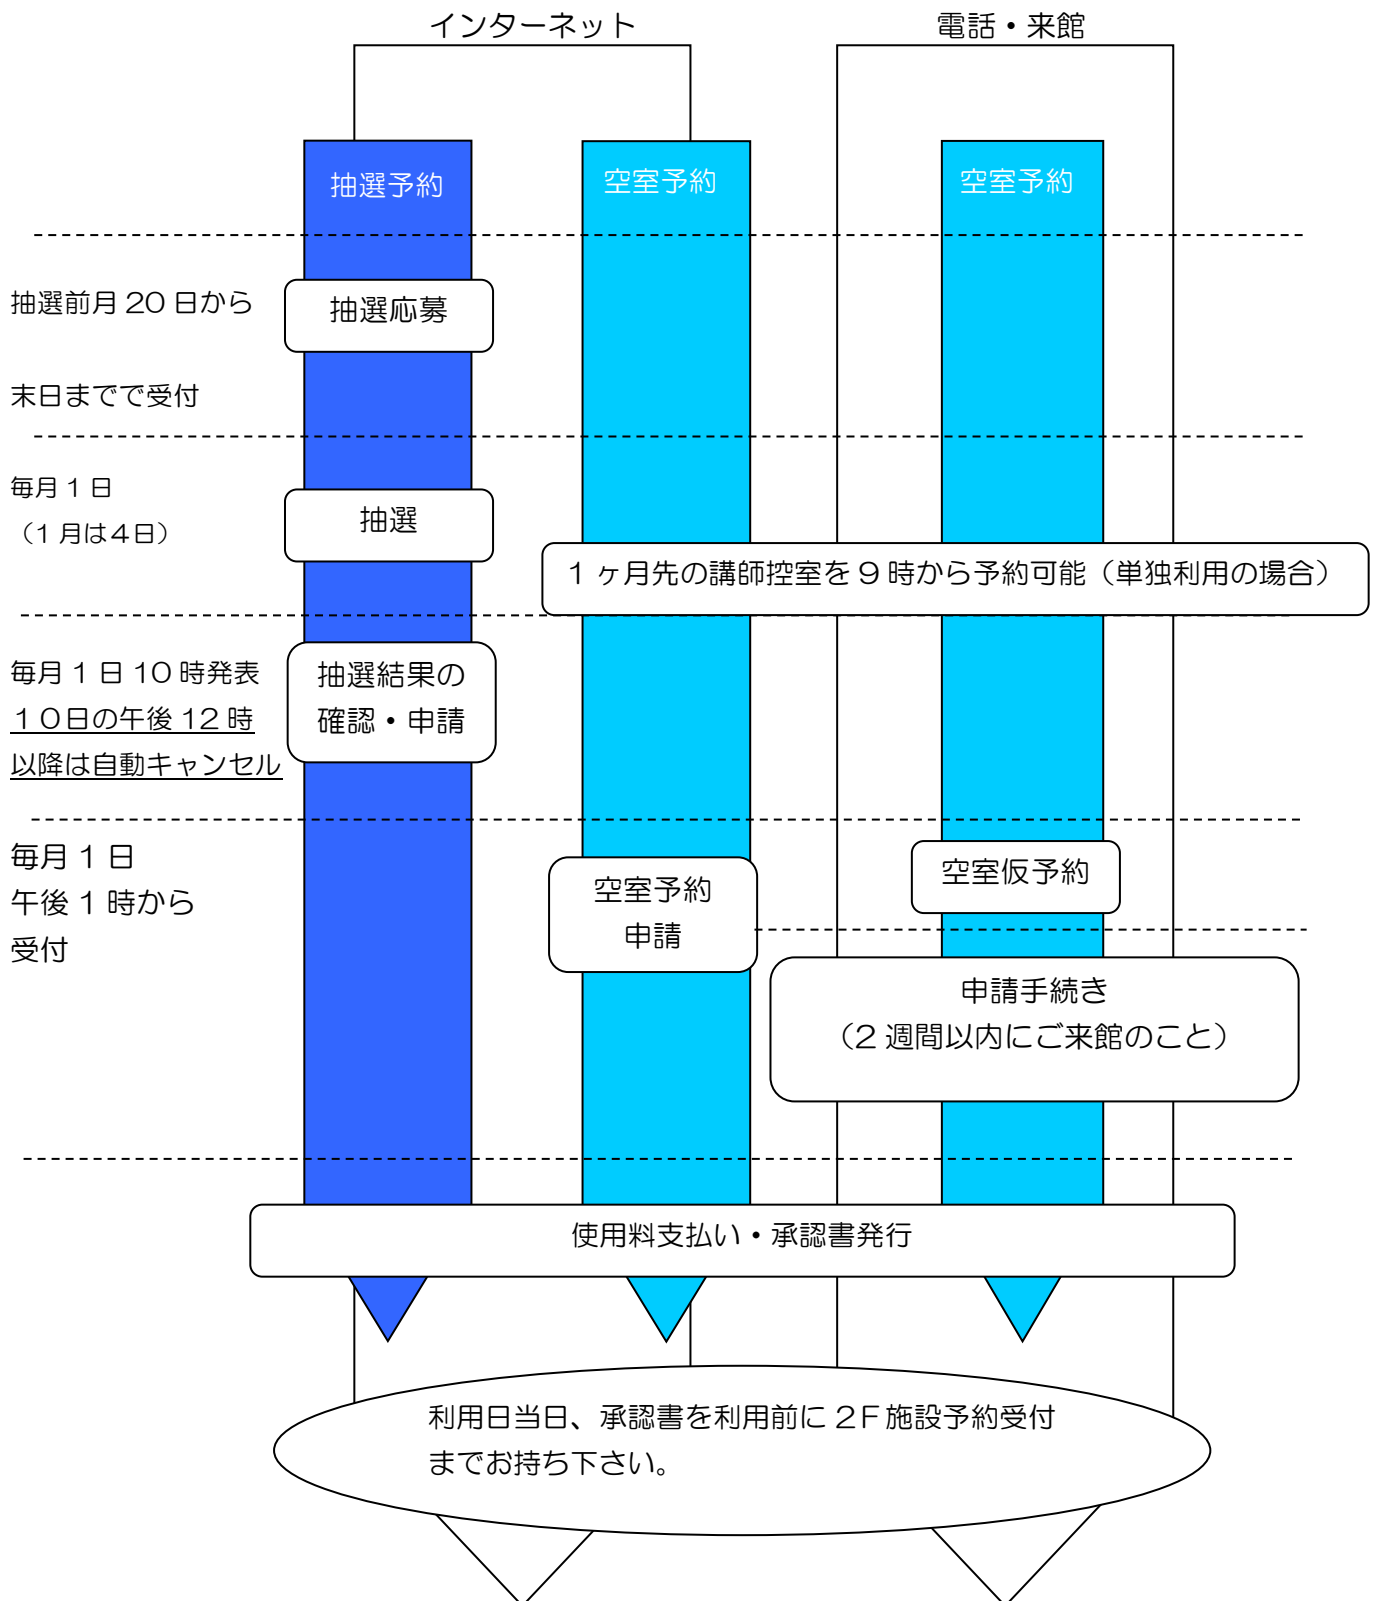 インターネット
電話・来館
抽選予約
空室予約
空室予約
抽選前月20日から
末日までで受付
抽選応募
毎月1日
（1月は4日）
抽選
1ヶ月先の講師控室を9時から予約可能（単独利用の場合）
毎月1日10時発表
１０日の午後12時
以降は自動キャンセル
抽選結果の
確認・申請
毎月1日
午後1時から
受付
空室予約
申請
空室仮予約
申請手続き
（2週間以内にご来館のこと）
使用料支払い・承認書発行
利用日当日、承認書を利用前に2F施設予約受付
までお持ち下さい。